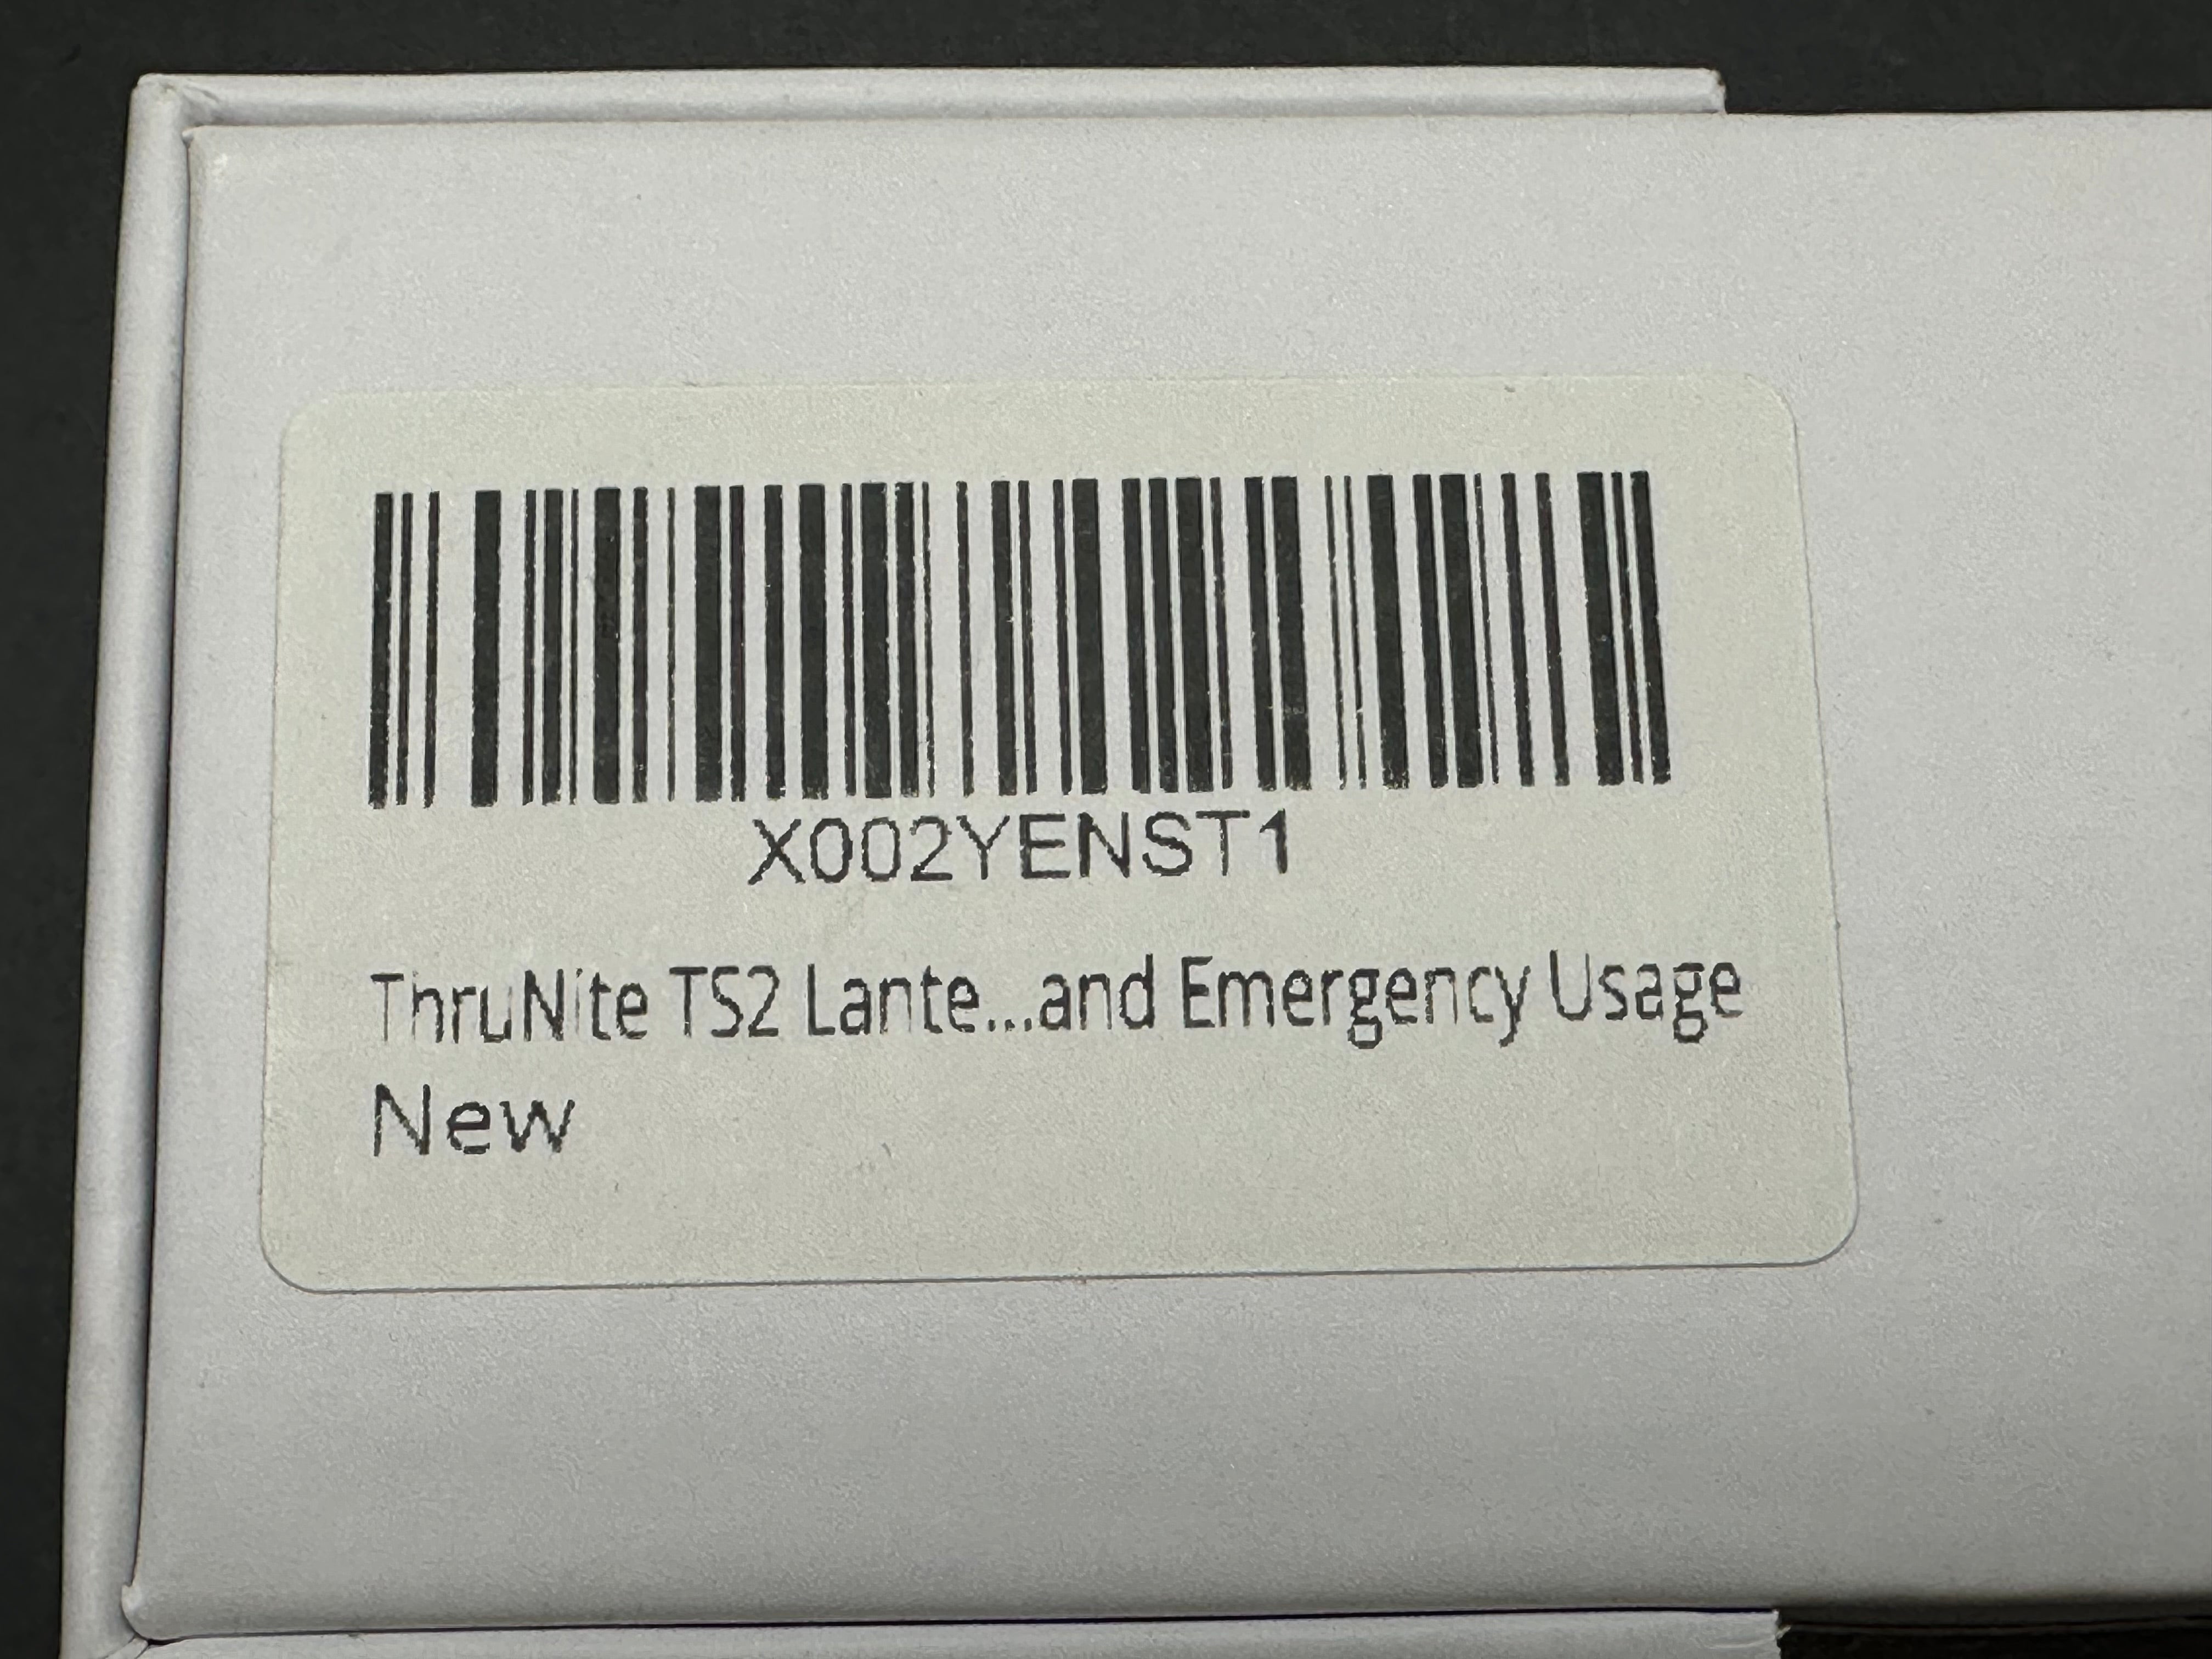 X002YENST1
ThruNite TS2 Lante...and Emergency Usage
New